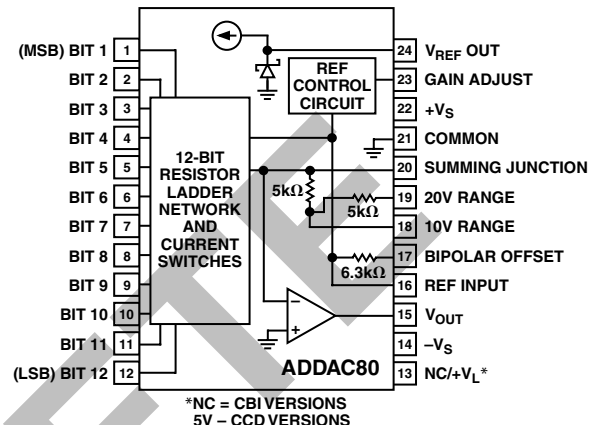 (MSB) BIT 1 1
BIT 2 2
BIT 3 3
BIT 4 4
BIT 5 5
BIT 6 6
BIT 7 7
BIT 8 8
BIT 9 9
BIT 10 10
BIT 11 11
(LSB) BIT 12 12
12-BIT
RESISTOR
LADDER
NETWORK
AND
CURRENT
SWITCHES
REF
CONTROL
CIRCUIT
5kΩ
5kΩ
6.3kΩ
−
+
ADDAC80
24 VREF OUT
23 GAIN ADJUST
22 +VS
21 COMMON
20 SUMMING JUNCTION
19 20V RANGE
18 10V RANGE
17 BIPOLAR OFFSET
16 REF INPUT
15 VOUT
14 –VS
13 NC/+VL*
*NC = CBI VERSIONS
5V – CCD VERSIONS